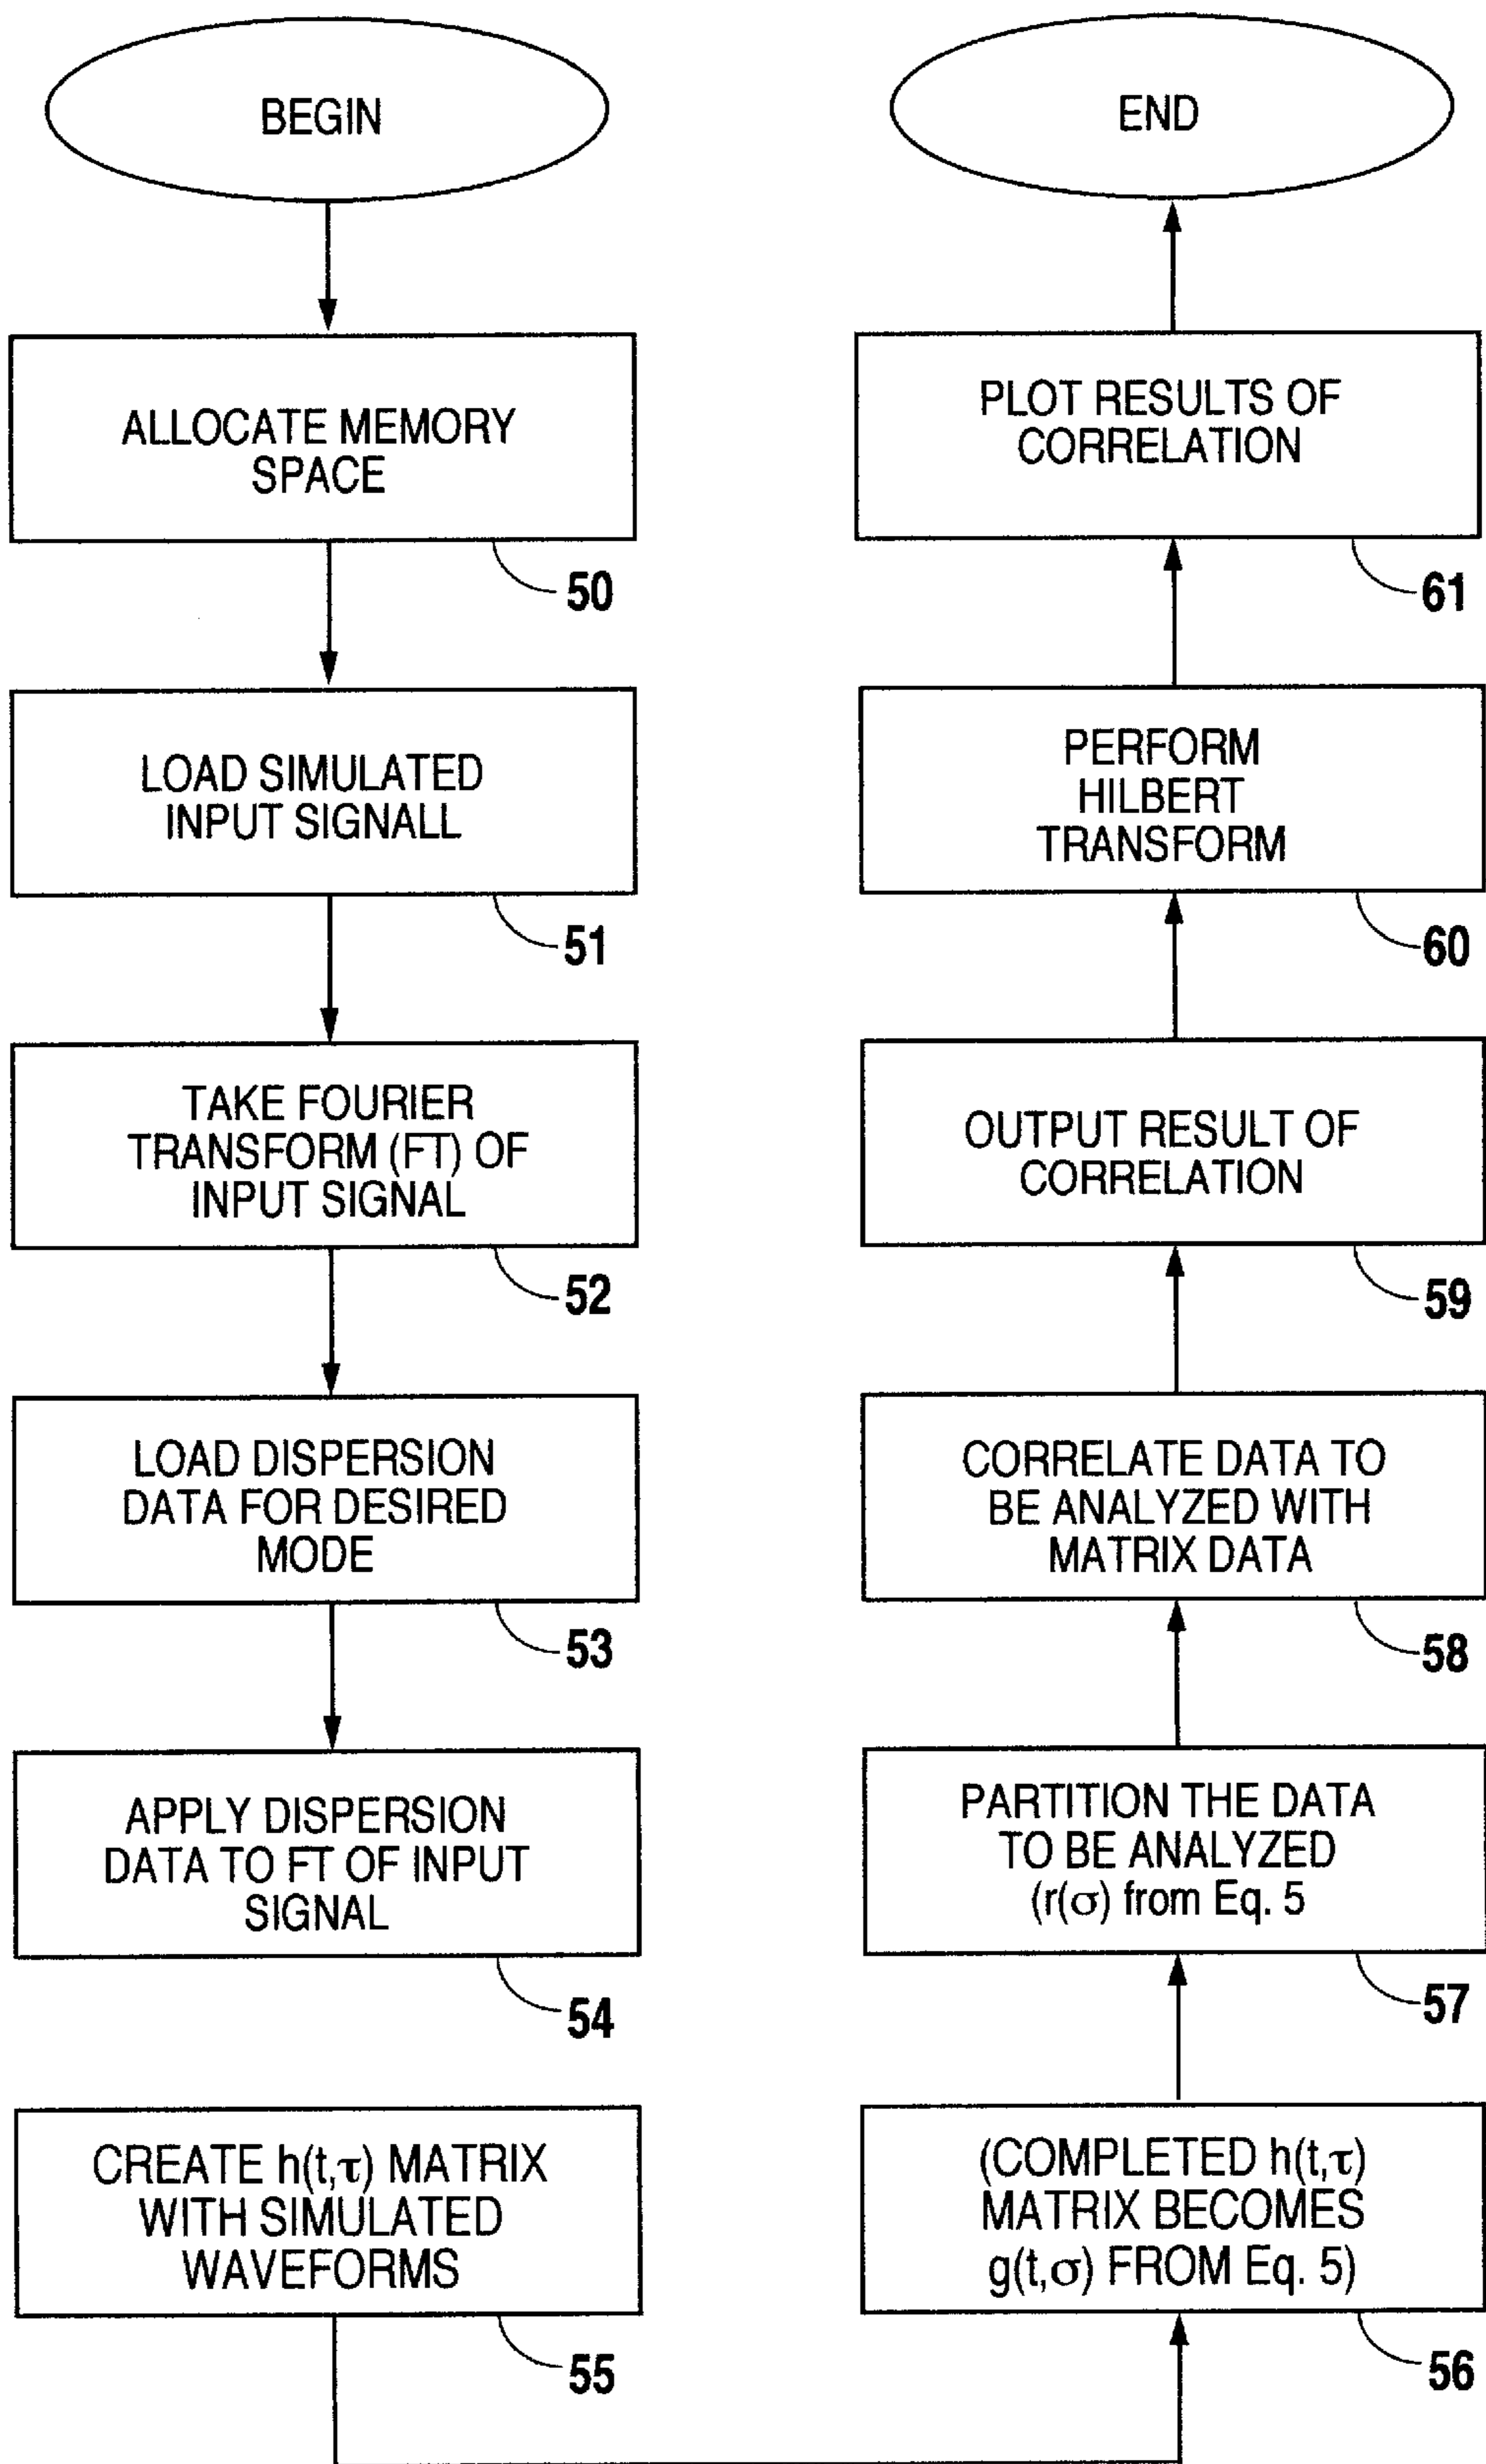 BEGIN
ALLOCATE MEMORY
SPACE
50
LOAD SIMULATED
INPUT SIGNALL
51
TAKE FOURIER
TRANSFORM (FT) OF
INPUT SIGNAL
52
LOAD DISPERSION
DATA FOR DESIRED
MODE
53
APPLY DISPERSION
DATA TO FT OF INPUT
SIGNAL
54
CREATE h(t,τ) MATRIX
WITH SIMULATED
WAVEFORMS
55
(COMPLETED h(t,τ)
MATRIX BECOMES
g(t,σ) FROM Eq. 5)
56
PARTITION THE DATA
TO BE ANALYZED
(r(σ) from Eq. 5
57
CORRELATE DATA TO
BE ANALYZED WITH
MATRIX DATA
58
OUTPUT RESULT OF
CORRELATION
59
PERFORM
HILBERT
TRANSFORM
60
PLOT RESULTS OF
CORRELATION
61
END